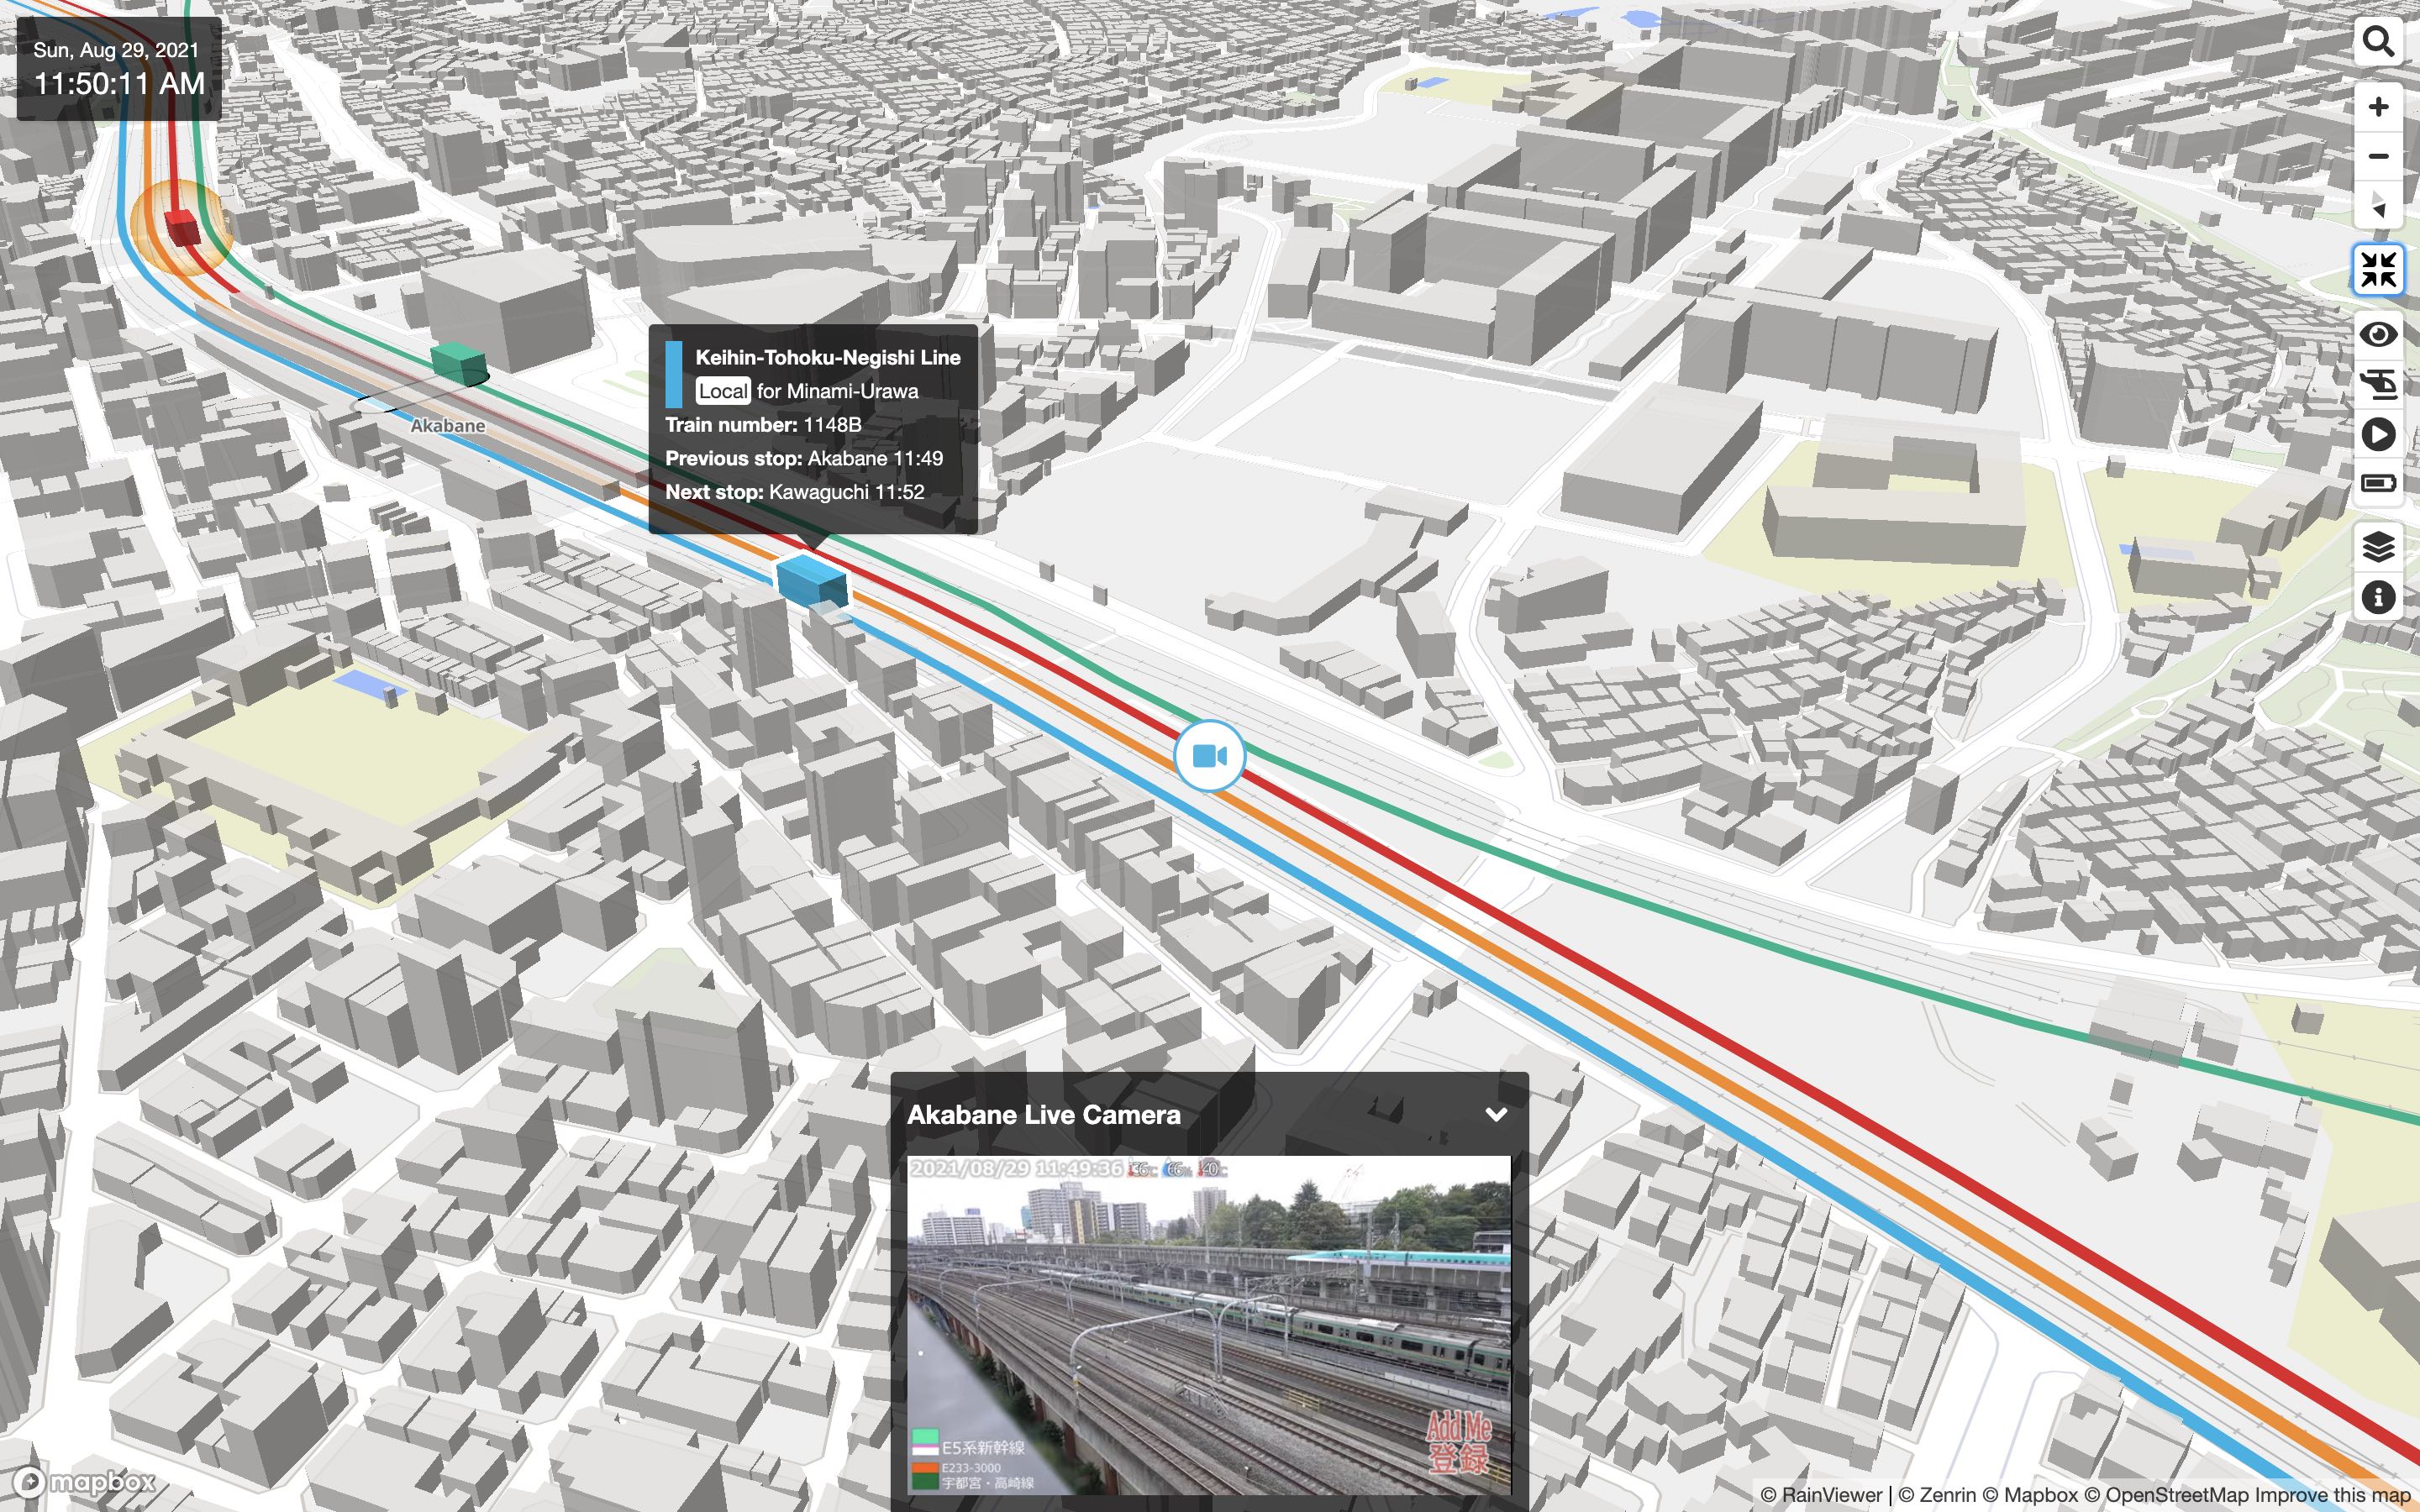 Sun, Aug 29, 2021
11:50:11 AM
Keihin-Tohoku-Negishi Line
Local for Minami-Urawa
Train number: 1148B
Previous stop: Akabane 11:49
Next stop: Kawaguchi 11:52
Akabane
Akabane Live Camera
2021/08/29 11:49:36
Add Me
登録
E5系新幹線
E233-3000
宇都宮・高崎線
mapbox
© RainViewer | © Zenrin © Mapbox © OpenStreetMap Improve this map